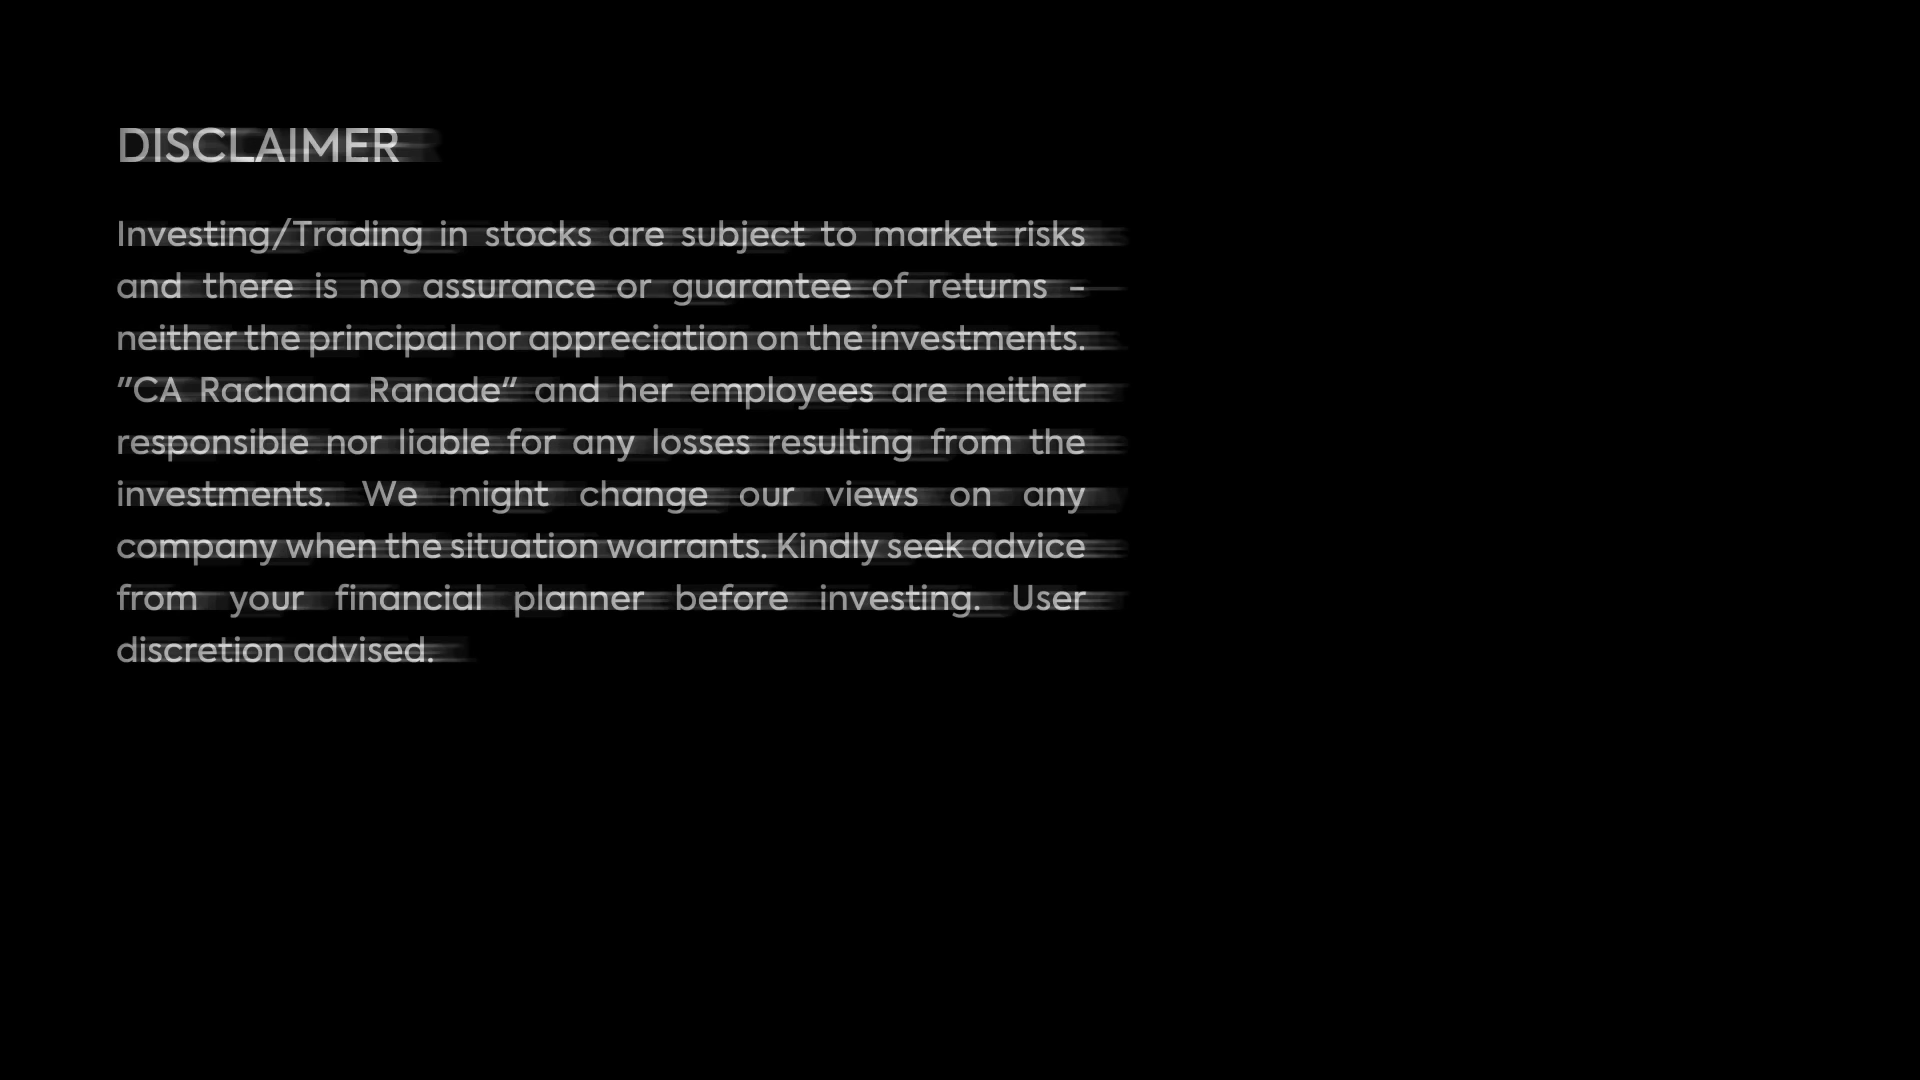 DISCLAIMER
Investing/Trading in stocks are subject to market risks
and there is no assurance or guarantee of returns -
neither the principal nor appreciation on the investments.
"CA Rachana Ranade" and her employees are neither
responsible nor liable for any losses resulting from the
investments. We might change our views on any
company when the situation warrants. Kindly seek advice
from your financial planner before investing. User
discretion advised.